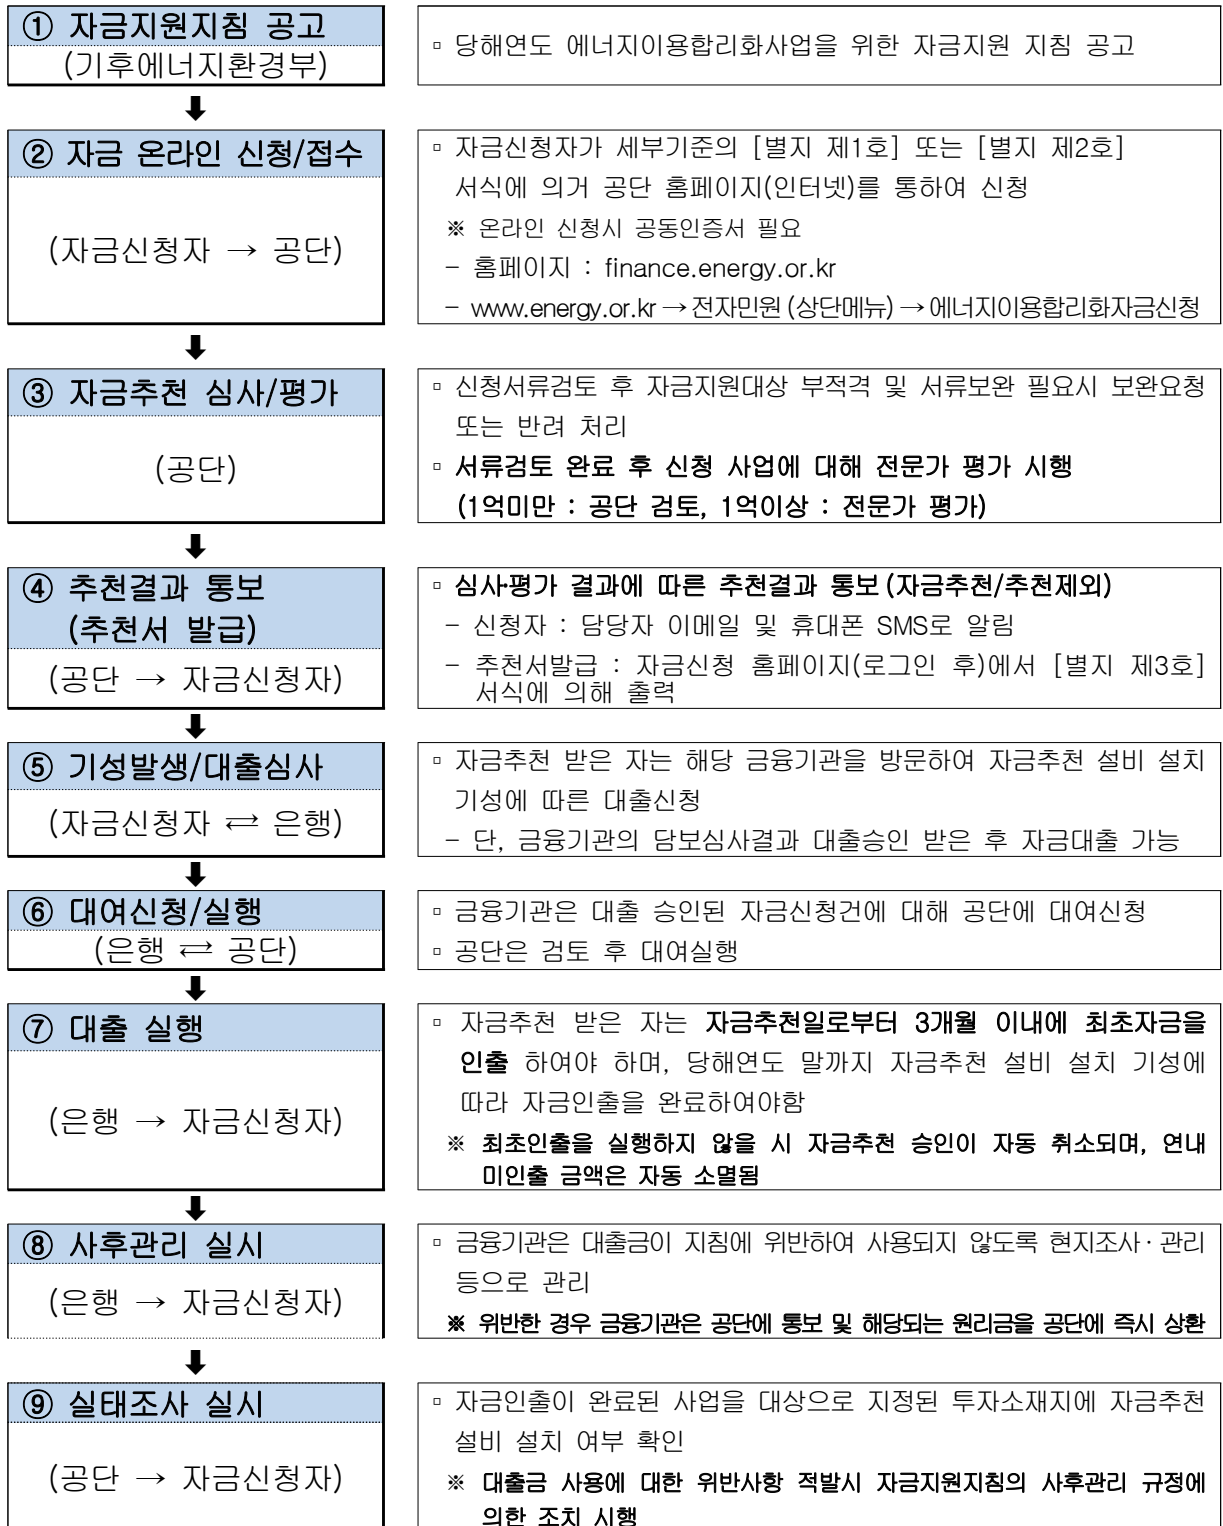 ① 자금지원지침 공고
(기후에너지환경부)
▫ 당해연도 에너지이용합리화사업을 위한 자금지원 지침 공고
② 자금 온라인 신청/접수
(자금신청자 → 공단)
▫ 자금신청자가 세부기준의 [별지 제1호] 또는 [별지 제2호]
서식에 의거 공단 홈페이지(인터넷)를 통하여 신청
※ 온라인 신청시 공동인증서 필요
- 홈페이지 : finance.energy.or.kr
- www.energy.or.kr → 전자민원 (상단메뉴) → 에너지이용합리화자금신청
③ 자금추천 심사/평가
(공단)
▫ 신청서류검토 후 자금지원대상 부적격 및 서류보완 필요시 보완요청
또는 반려 처리
▫ 서류검토 완료 후 신청 사업에 대해 전문가 평가 시행
(1억미만 : 공단 검토, 1억이상 : 전문가 평가)
④ 추천결과 통보
(추천서 발급)
(공단 → 자금신청자)
▫ 심사평가 결과에 따른 추천결과 통보 (자금추천/추천제외)
- 신청자 : 담당자 이메일 및 휴대폰 SMS로 알림
- 추천서발급 : 자금신청 홈페이지(로그인 후)에서 [별지 제3호]
서식에 의해 출력
⑤ 기성발생/대출심사
(자금신청자 ⇄ 은행)
▫ 자금추천 받은 자는 해당 금융기관을 방문하여 자금추천 설비 설치
기성에 따른 대출신청
- 단, 금융기관의 담보심사결과 대출승인 받은 후 자금대출 가능
⑥ 대여신청/실행
(은행 ⇄ 공단)
▫ 금융기관은 대출 승인된 자금신청건에 대해 공단에 대여신청
▫ 공단은 검토 후 대여실행
⑦ 대출 실행
(은행 → 자금신청자)
▫ 자금추천 받은 자는 자금추천일로부터 3개월 이내에 최초자금을
인출 하여야 하며, 당해연도 말까지 자금추천 설비 설치 기성에
따라 자금인출을 완료하여야함
※ 최초인출을 실행하지 않을 시 자금추천 승인이 자동 취소되며, 연내
미인출 금액은 자동 소멸됨
⑧ 사후관리 실시
(은행 → 자금신청자)
▫ 금융기관은 대출금이 지침에 위반하여 사용되지 않도록 현지조사·관리
등으로 관리
※ 위반한 경우 금융기관은 공단에 통보 및 해당되는 원리금을 공단에 즉시 상환
⑨ 실태조사 실시
(공단 → 자금신청자)
▫ 자금인출이 완료된 사업을 대상으로 지정된 투자소재지에 자금추천
설비 설치 여부 확인
※ 대출금 사용에 대한 위반사항 적발시 자금지원지침의 사후관리 규정에
의한 조치 시행